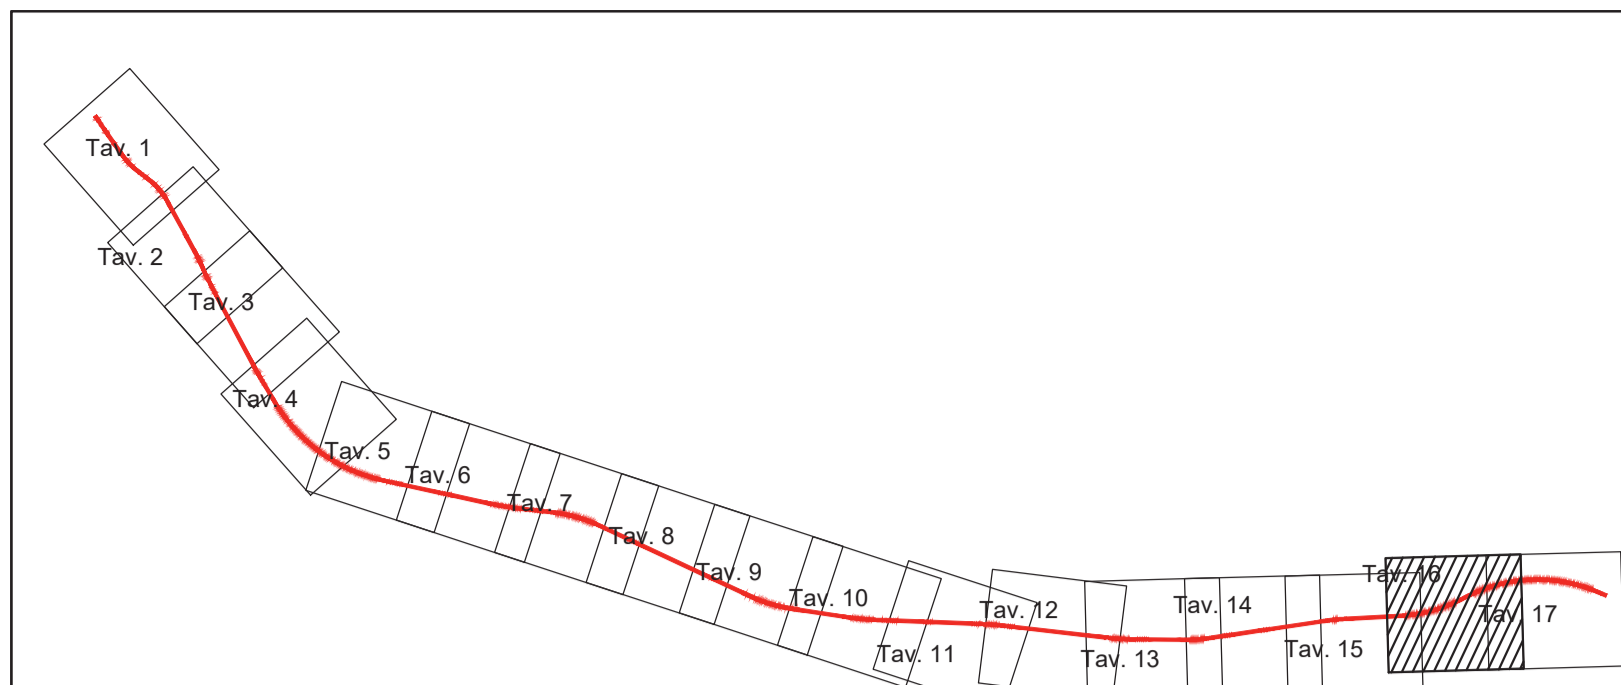 Tav. 1
Tav. 2
Tav. 3
Tav. 4
Tav. 5
Tav. 6
Tav. 7
Tav. 8
Tav. 9
Tav. 10
Tav. 11
Tav. 12
Tav. 13
Tav. 14
Tav. 15
Tav. 16
Tav. 17